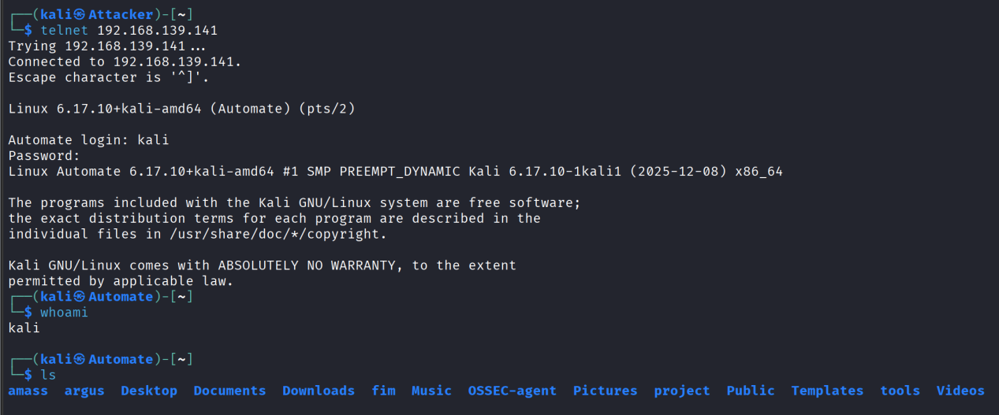 ┌──(kali㉿Attacker)-[~]
└─$ telnet 192.168.139.141
Trying 192.168.139.141...
Connected to 192.168.139.141.
Escape character is '^]'.
Linux 6.17.10+kali-amd64 (Automate) (pts/2)
Automate login: kali
Password:
Linux Automate 6.17.10+kali-amd64 #1 SMP PREEMPT_DYNAMIC Kali 6.17.10-1kali1 (2025-12-08) x86_64
The programs included with the Kali GNU/Linux system are free software;
the exact distribution terms for each program are described in the
individual files in /usr/share/doc/*/copyright.
Kali GNU/Linux comes with ABSOLUTELY NO WARRANTY, to the extent
permitted by applicable law.
┌──(kali㉿Automate)-[~]
└─$ whoami
kali
┌──(kali㉿Automate)-[~]
└─$ ls
amass argus Desktop Documents Downloads fim Music OSSEC-agent Pictures project Public Templates tools Videos